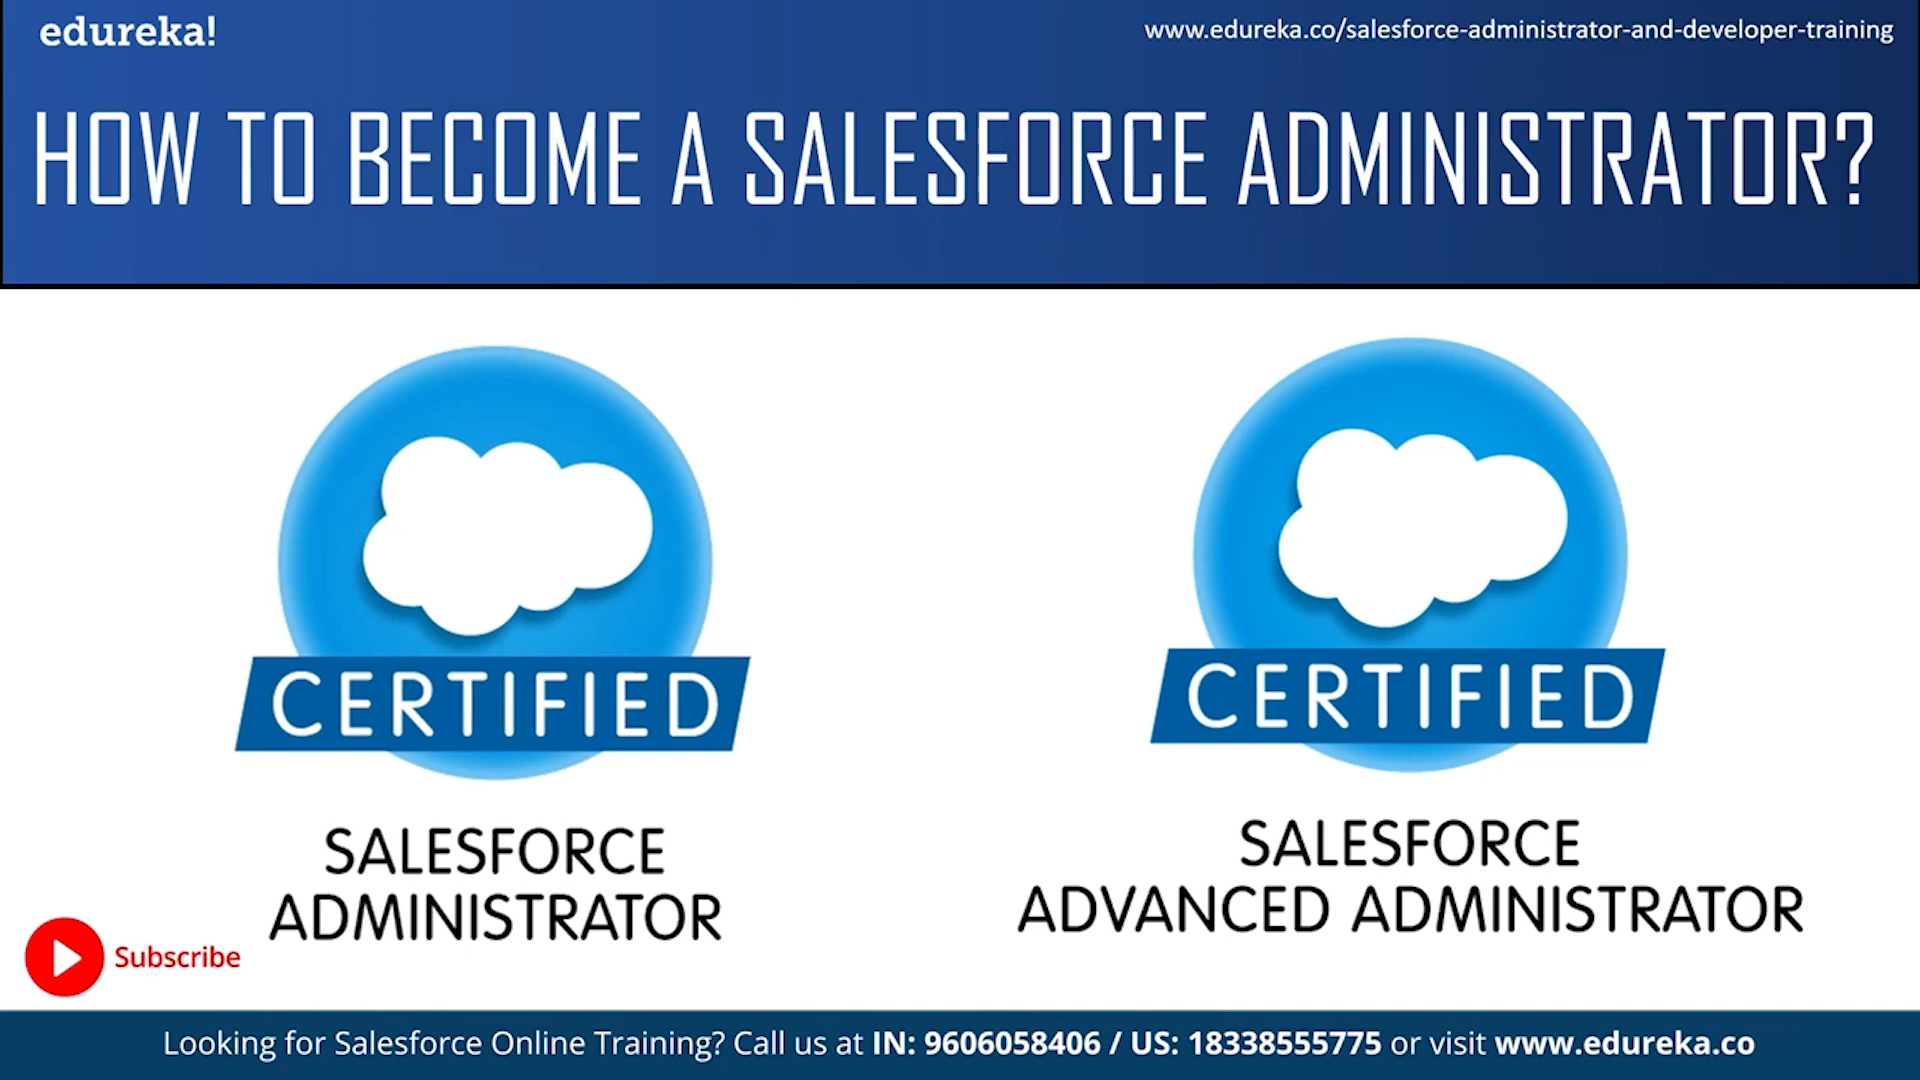 edureka!
www.edureka.co/salesforce-administrator-and-developer-training
HOW TO BECOME A SALESFORCE ADMINISTRATOR?
CERTIFIED
SALESFORCE
ADMINISTRATOR
CERTIFIED
SALESFORCE
ADVANCED ADMINISTRATOR
Subscribe
Looking for Salesforce Online Training? Call us at IN: 9606058406 / US: 18338555775 or visit www.edureka.co